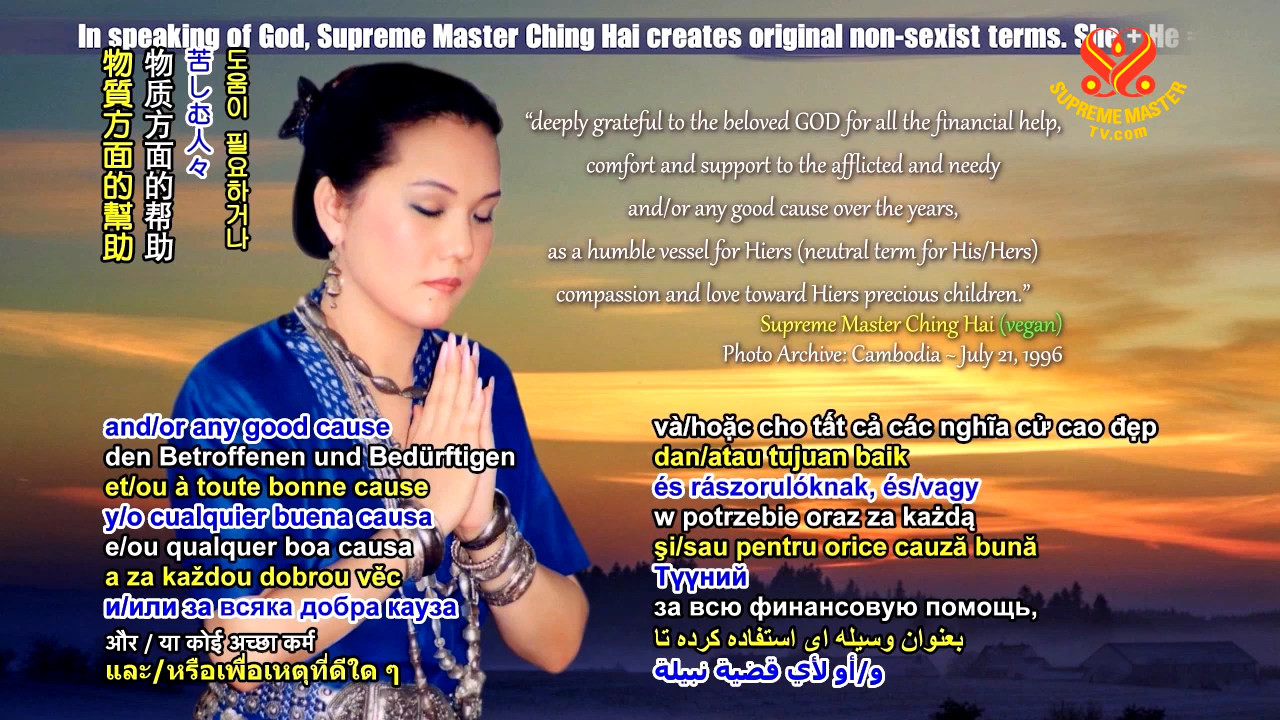 In speaking of God, Supreme Master Ching Hai creates original non-sexist terms. She + He =
SUPREME MASTER
TV.com
物質方面的幫助
物质方面的帮助
苦しむ人々
도움이 필요하거나
“deeply grateful to the beloved GOD for all the financial help,
comfort and support to the afflicted and needy
and/or any good cause over the years,
as a humble vessel for Hiers (neutral term for His/Hers)
compassion and love toward Hiers precious children.”
Supreme Master Ching Hai (vegan)
Photo Archive: Cambodia ~ July 21, 1996
and/or any good cause
den Betroffenen und Bedürftigen
et/ou à toute bonne cause
y/o cualquier buena causa
e/ou qualquer boa causa
a za každou dobrou věc
и/или за всяка добра кауза
और / या कोई अच्छा कर्म
และ/หรือเพื่อเหตุที่ดีใด ๆ
và/hoặc cho tất cả các nghĩa cử cao đẹp
dan/atau tujuan baik
és rászorulóknak, és/vagy
w potrzebie oraz za każdą
şi/sau pentru orice cauză bună
Түүний
за всю финансовую помощь,
بعنوان وسیله ای استفاده کرده تا
و/أو لأي قضية نبيلة